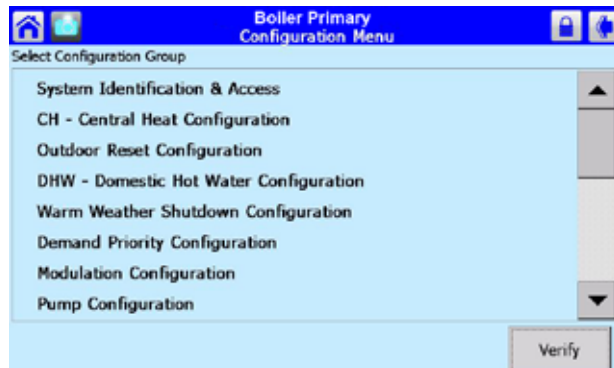 Boiler Primary
Configuration Menu
Select Configuration Group
System Identification & Access
CH - Central Heat Configuration
Outdoor Reset Configuration
DHW - Domestic Hot Water Configuration
Warm Weather Shutdown Configuration
Demand Priority Configuration
Modulation Configuration
Pump Configuration
Verify